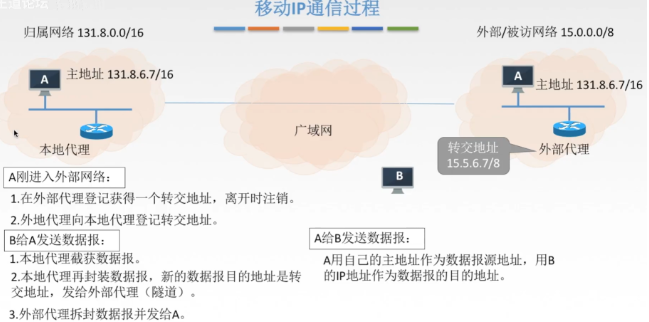 移动IP通信过程
归属网络 131.8.0.0/16
外部/被访网络 15.0.0.0/8
A
主地址 131.8.6.7/16
A
主地址 131.8.6.7/16
广域网
本地代理
转交地址
15.5.6.7/8
外部代理
B
A刚进入外部网络：
1.在外部代理登记获得一个转交地址，离开时注销。
2.外地代理向本地代理登记转交地址。
B给A发送数据报：
1.本地代理截获数据报。
2.本地代理再封装数据报，新的数据报目的地址是转
交地址，发给外部代理（隧道）。
3.外部代理拆封数据报并发给A。
A给B发送数据报：
A用自己的主地址作为数据报源地址，用B
的IP地址作为数据报的目的地址。